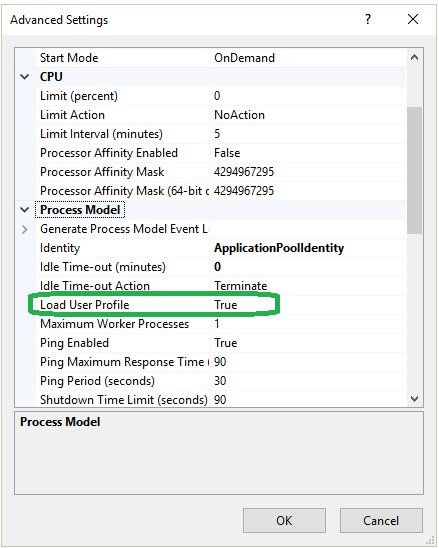 Advanced Settings
Start Mode OnDemand
CPU
Limit (percent) 0
Limit Action NoAction
Limit Interval (minutes) 5
Processor Affinity Enabled False
Processor Affinity Mask 4294967295
Processor Affinity Mask (64-bit o 4294967295
Process Model
Generate Process Model Event L
Identity ApplicationPoolIdentity
Idle Time-out (minutes) 0
Idle Time-out Action Terminate
Load User Profile True
Maximum Worker Processes 1
Ping Enabled True
Ping Maximum Response Time ( 90
Ping Period (seconds) 30
Shutdown Time Limit (seconds) 90
Process Model
OK Cancel